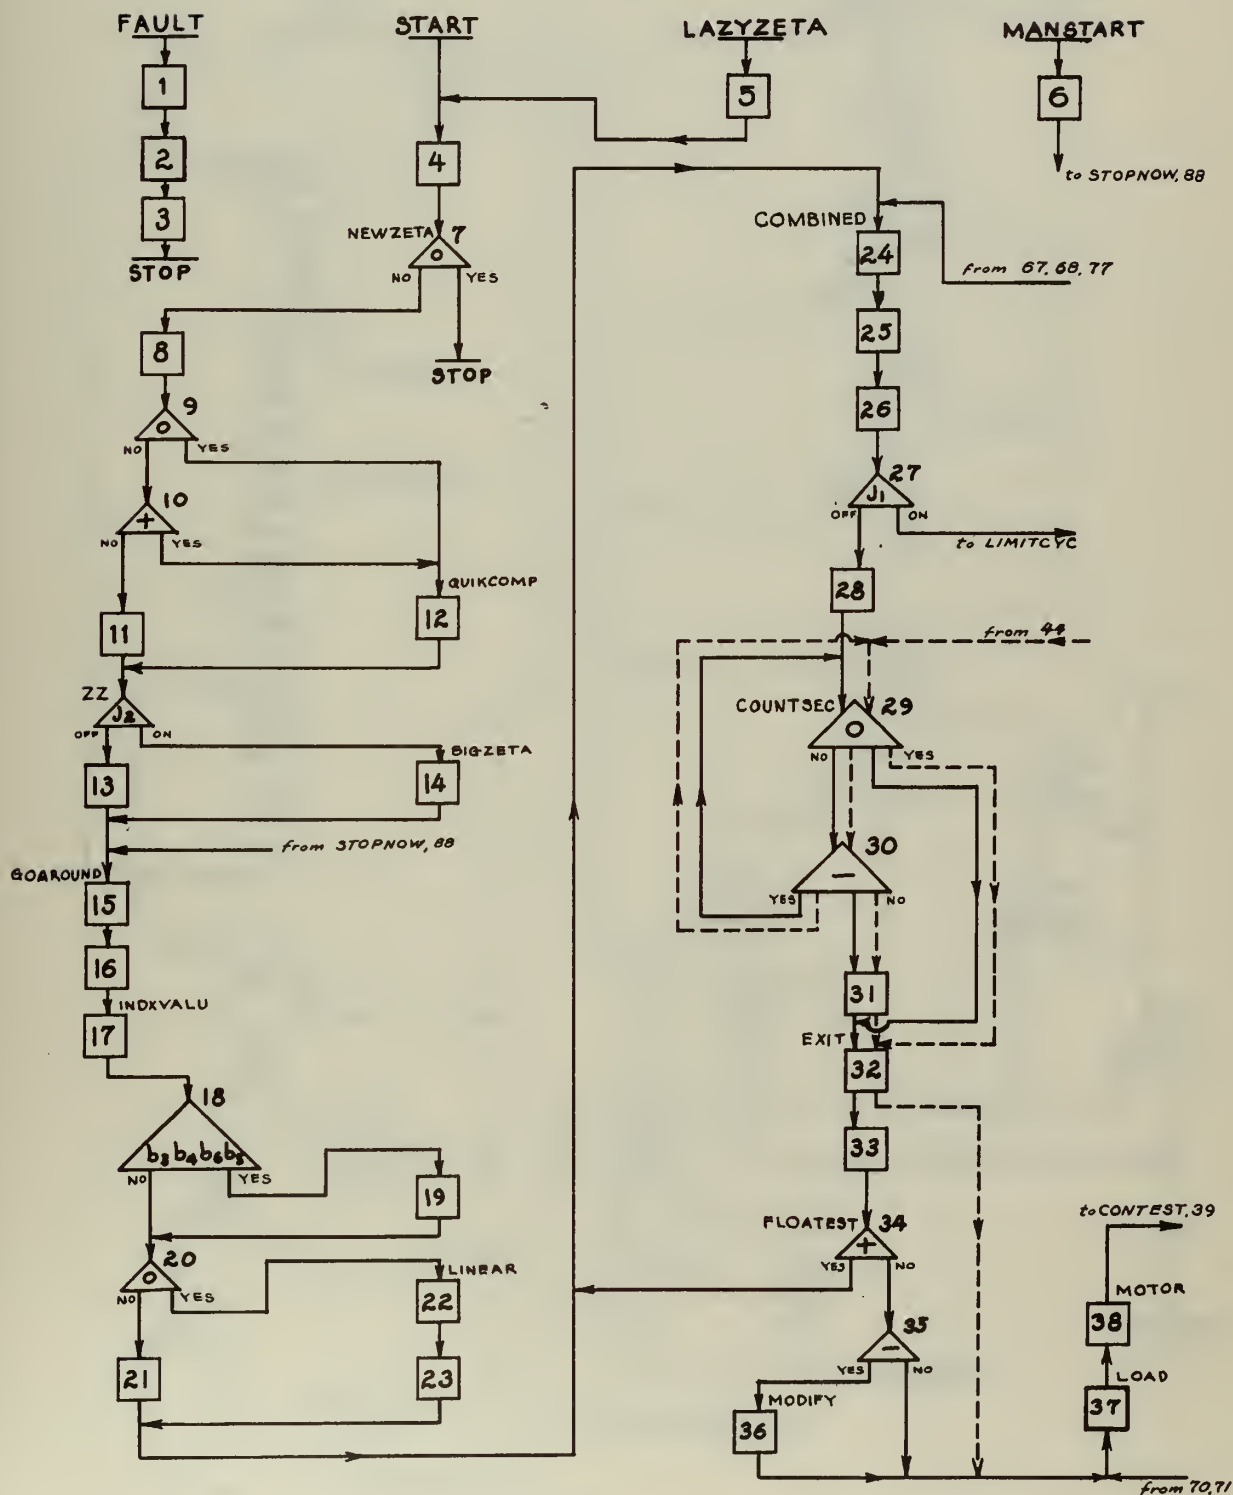 FAULT
START
LAZYZETA
MANSTART
1
5
6
2
4
to STOPNOW, 88
3
STOP
NEWZETA 7
O
NO YES
COMBINED
24
from 67, 68, 77
8
STOP
25
9
O
NO YES
26
10
+
NO YES
27
J1
OFF ON
to LIMITCYC
QUIKCOMP
11
12
28
from 44
ZZ
J2
OFF ON
BIGZETA
13
14
COUNTSEC 29
O
NO YES
from STOPNOW, 88
GOAROUND
15
30
–
YES NO
16
INDXVALU
17
31
EXIT
32
18
b3 b4 b6 b5
NO YES
19
33
20
O
NO YES
LINEAR
22
FLOATEST 34
+
YES NO
to CONTEST, 39
MOTOR
38
21
23
35
–
YES NO
MODIFY
36
LOAD
37
from 70, 71